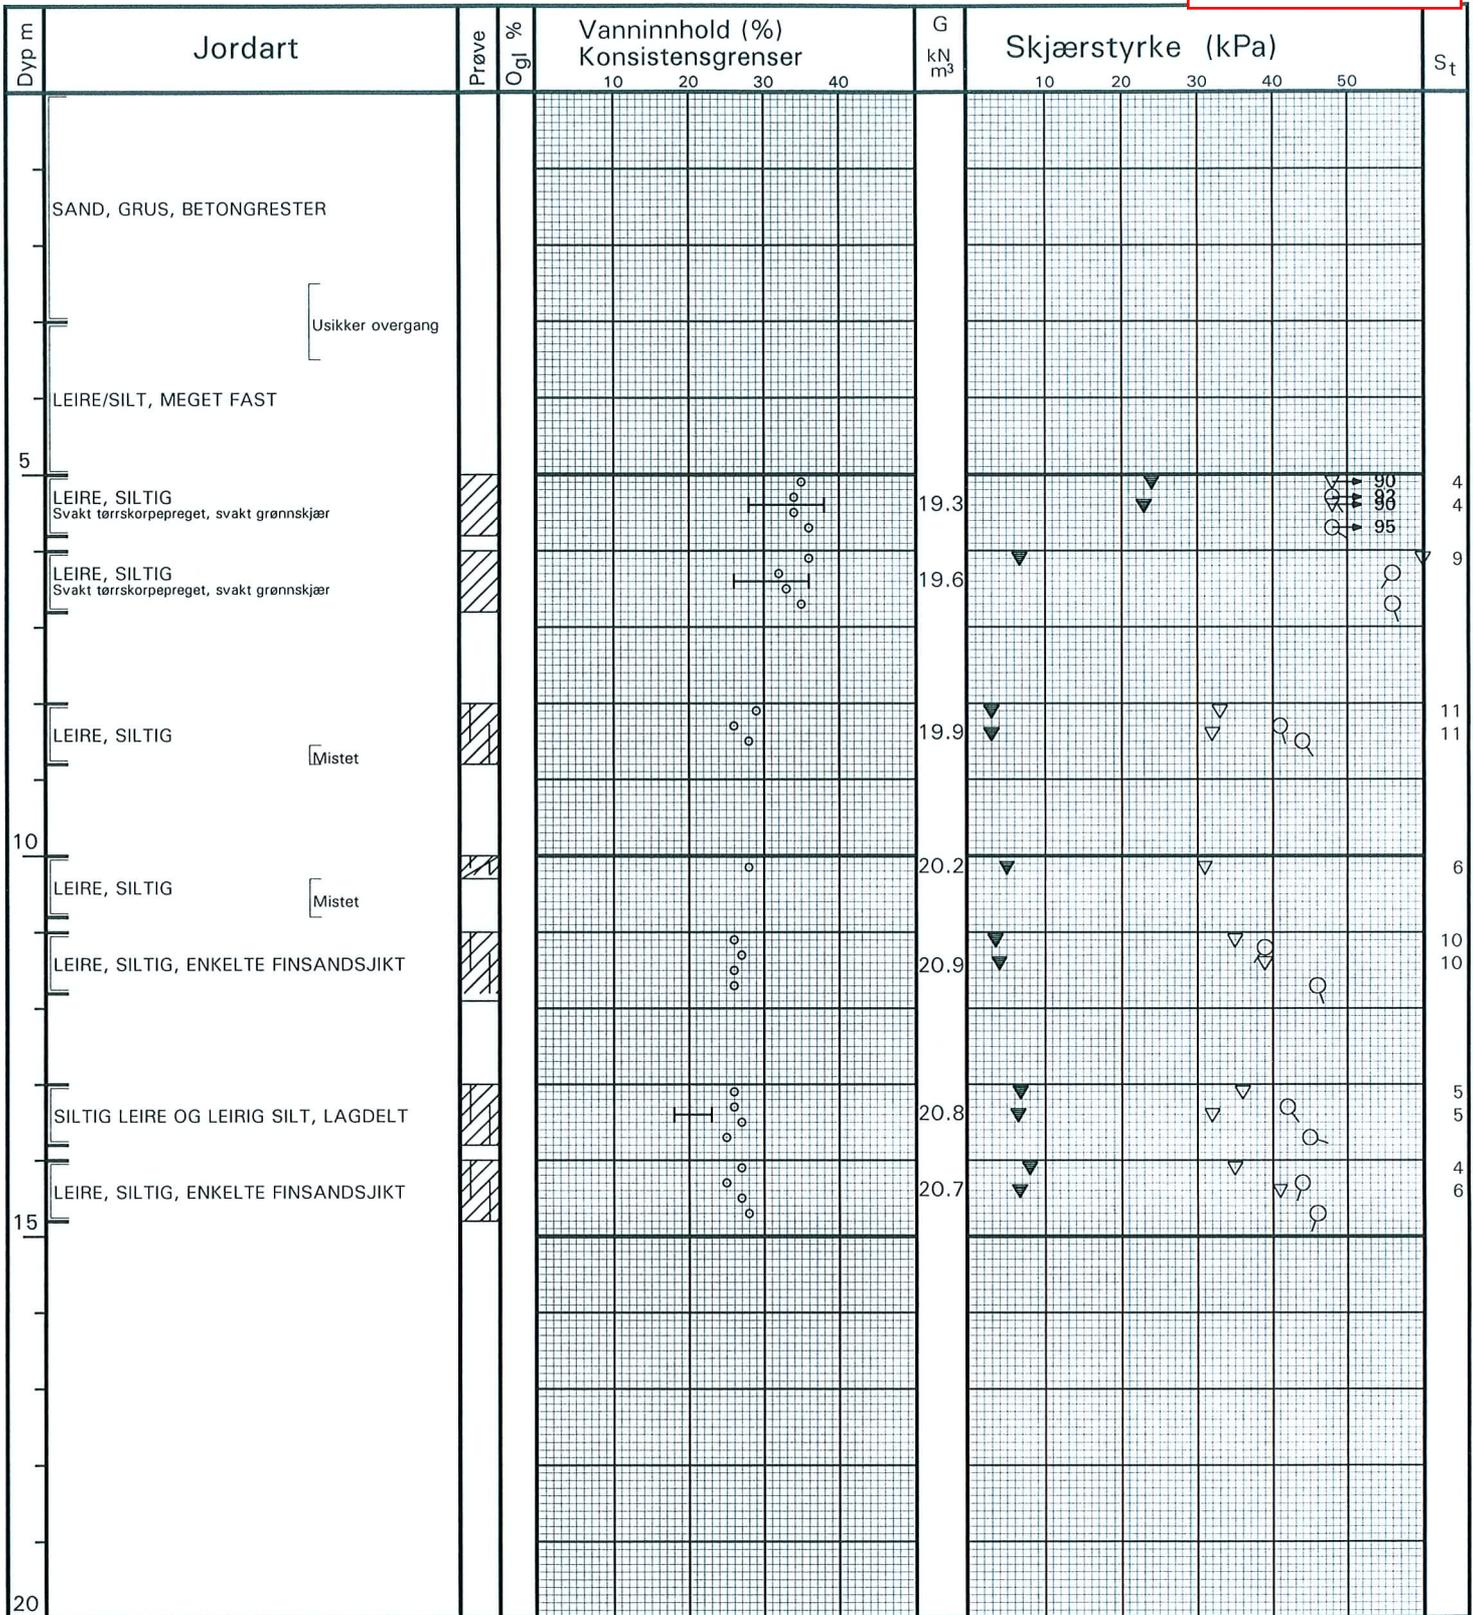 Dyp m
Jordart
Prøve
Ogl %
Vanninnhold (%)
Konsistensgrenser
10 20 30 40
G
kN
m³
Skjærstyrke (kPa)
10 20 30 40 50
St
SAND, GRUS, BETONGRESTER
Usikker overgang
LEIRE/SILT, MEGET FAST
5
90 4
LEIRE, SILTIG
92
19.3 90 4
Svakt tørrskorpepreget, svakt grønnskjær
95
9
LEIRE, SILTIG
19.6
Svakt tørrskorpepreget, svakt grønnskjær
11
LEIRE, SILTIG 19.9 11
Mistet
10
20.2 6
LEIRE, SILTIG
Mistet
10
LEIRE, SILTIG, ENKELTE FINSANDSJIKT 20.9 10
5
SILTIG LEIRE OG LEIRIG SILT, LAGDELT 20.8 5
4
LEIRE, SILTIG, ENKELTE FINSANDSJIKT 20.7 6
15
20